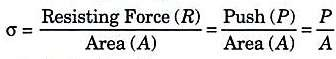 σ = Resisting Force (R) / Area (A) = Push (P) / Area (A) = P / A